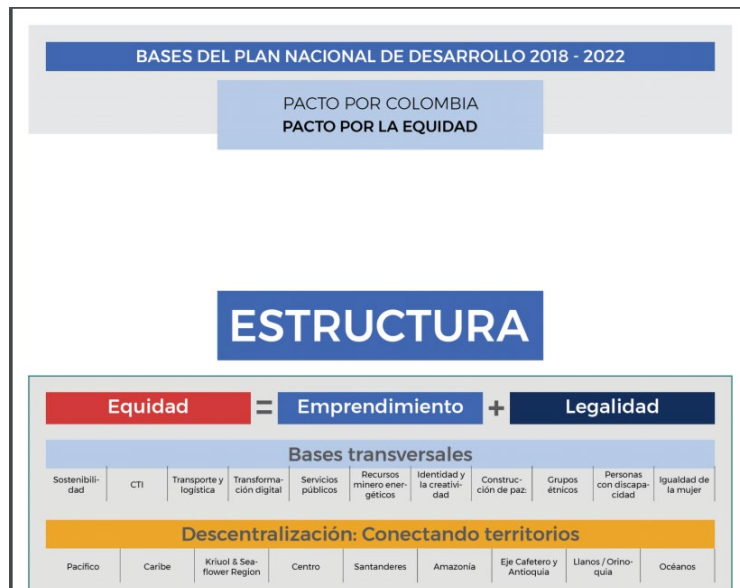 BASES DEL PLAN NACIONAL DE DESARROLLO 2018 - 2022
PACTO POR COLOMBIA
PACTO POR LA EQUIDAD
ESTRUCTURA
Equidad = Emprendimiento + Legalidad
Bases transversales
Sostenibili-
dad
CTI
Transporte y
logística
Transforma-
ción digital
Servicios
públicos
Recursos
minero ener-
géticos
Identidad y
la creativi-
dad
Construc-
ción de paz:
Grupos
étnicos
Personas
con discapa-
cidad
Igualdad de
la mujer
Descentralización: Conectando territorios
Pacífico
Caribe
Kriuol & Sea-
flower Region
Centro
Santanderes
Amazonía
Eje Cafetero y
Antioquia
Llanos / Orino-
quia
Océanos